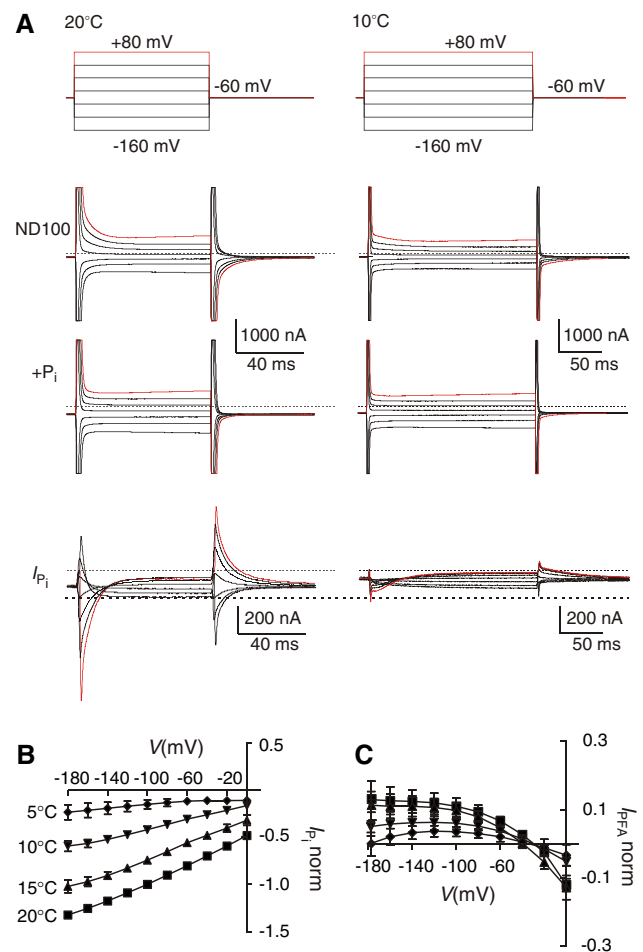 A
20°C
10°C
+80 mV
+80 mV
-60 mV
-60 mV
-160 mV
-160 mV
ND100
1000 nA
40 ms
1000 nA
50 ms
+Pi
IPi
200 nA
40 ms
200 nA
50 ms
B
V(mV)
0.5
-180
-140
-100
-60
-20
5°C
10°C
-0.5
15°C
-1.0
20°C
-1.5
IPi norm
C
0.3
0.1
-180
-140
-100
-60
-0.1
V(mV)
-0.3
IPFA norm